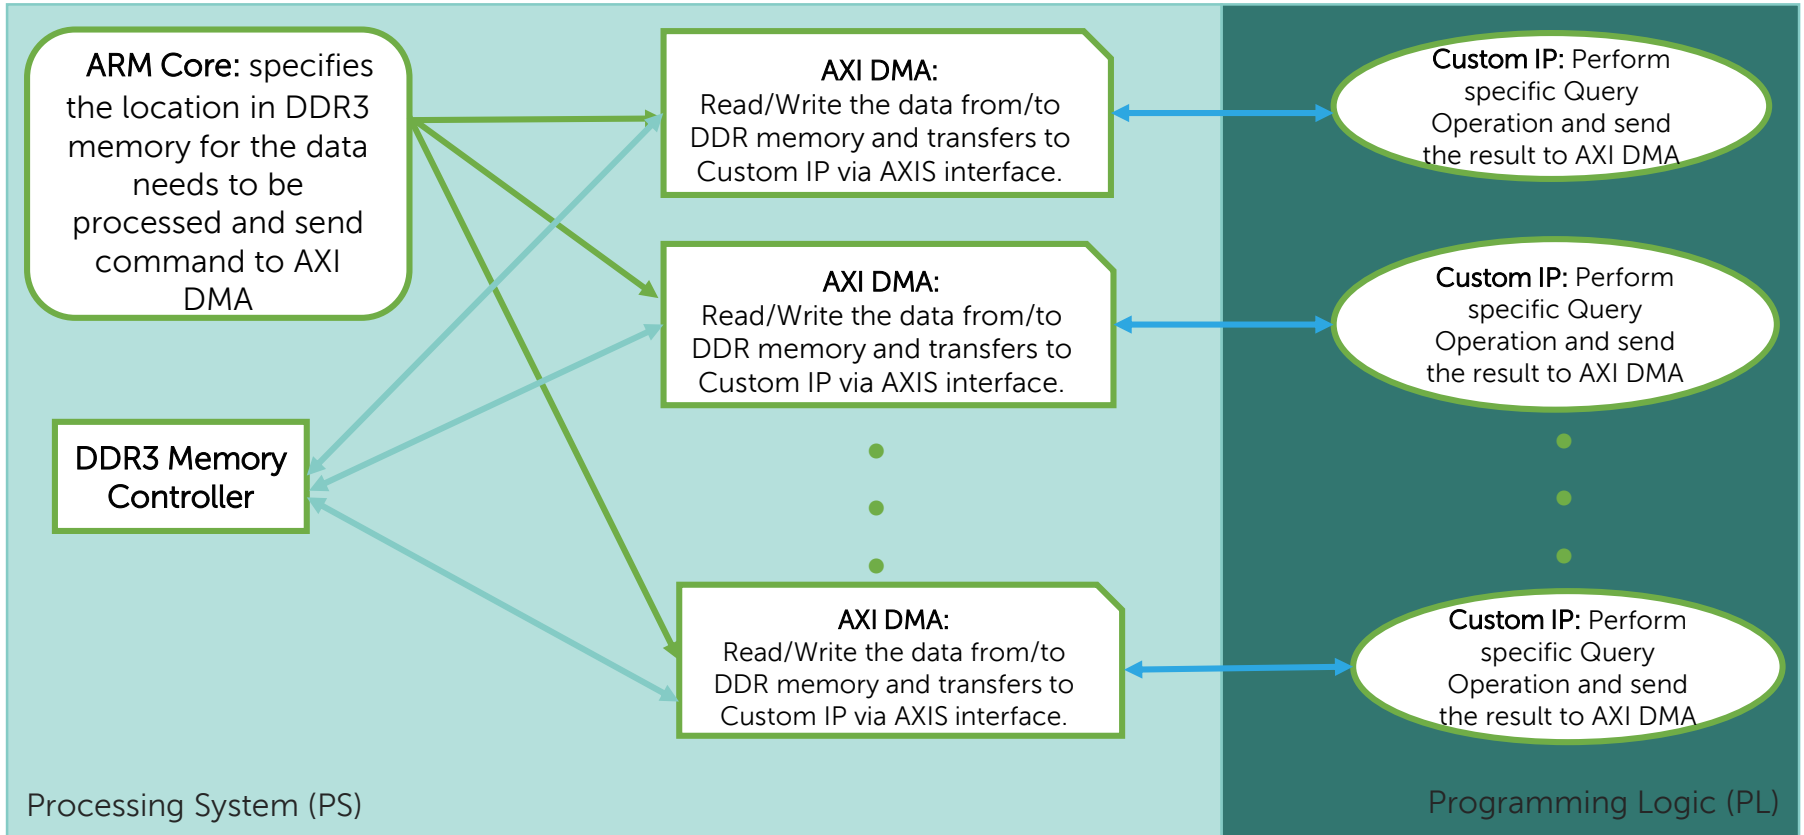 ARM Core: specifies
the location in DDR3
memory for the data
needs to be
processed and send
command to AXI
DMA
DDR3 Memory
Controller
AXI DMA:
Read/Write the data from/to
DDR memory and transfers to
Custom IP via AXIS interface.
AXI DMA:
Read/Write the data from/to
DDR memory and transfers to
Custom IP via AXIS interface.
AXI DMA:
Read/Write the data from/to
DDR memory and transfers to
Custom IP via AXIS interface.
Processing System (PS)
Custom IP: Perform
specific Query
Operation and send
the result to AXI DMA
Custom IP: Perform
specific Query
Operation and send
the result to AXI DMA
Custom IP: Perform
specific Query
Operation and send
the result to AXI DMA
Programming Logic (PL)